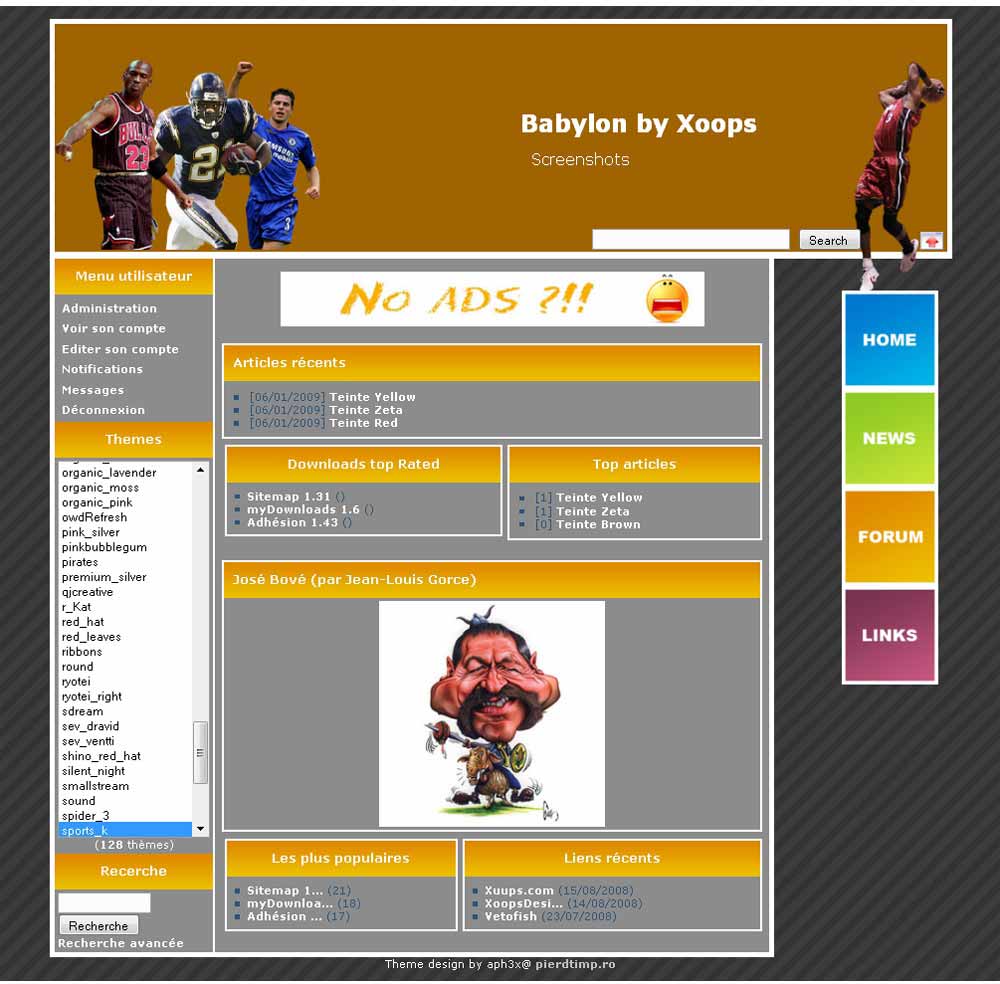 Babylon by Xoops
Screenshots
Search
BULLS
23
21
mobile
3
Menu utilisateur
Administration
Voir son compte
Editer son compte
Notifications
Messages
Déconnexion
Themes
organic_lavender
organic_moss
organic_pink
owdRefresh
pink_silver
pinkbubblegum
pirates
premium_silver
qjcreative
r_Kat
red_hat
red_leaves
ribbons
round
ryotei
ryotei_right
sdream
sev_dravid
sev_ventti
shino_red_hat
silent_night
smallstream
sound
spider_3
sports_k
(128 thèmes)
Recerche
Recherche
Recherche avancée
No ADS ?!!
Articles récents
[06/01/2009] Teinte Yellow
[06/01/2009] Teinte Zeta
[06/01/2009] Teinte Red
Downloads top Rated
Sitemap 1.31 ()
myDownloads 1.6 ()
Adhésion 1.43 ()
Top articles
[1] Teinte Yellow
[1] Teinte Zeta
[0] Teinte Brown
José Bové (par Jean-Louis Gorce)
Les plus populaires
Sitemap 1... (21)
myDownloa... (18)
Adhésion ... (17)
Liens récents
Xuups.com (15/08/2008)
XoopsDesi... (14/08/2008)
Vetofish (23/07/2008)
HOME
NEWS
FORUM
LINKS
Theme design by aph3x@ pierdtimp.ro